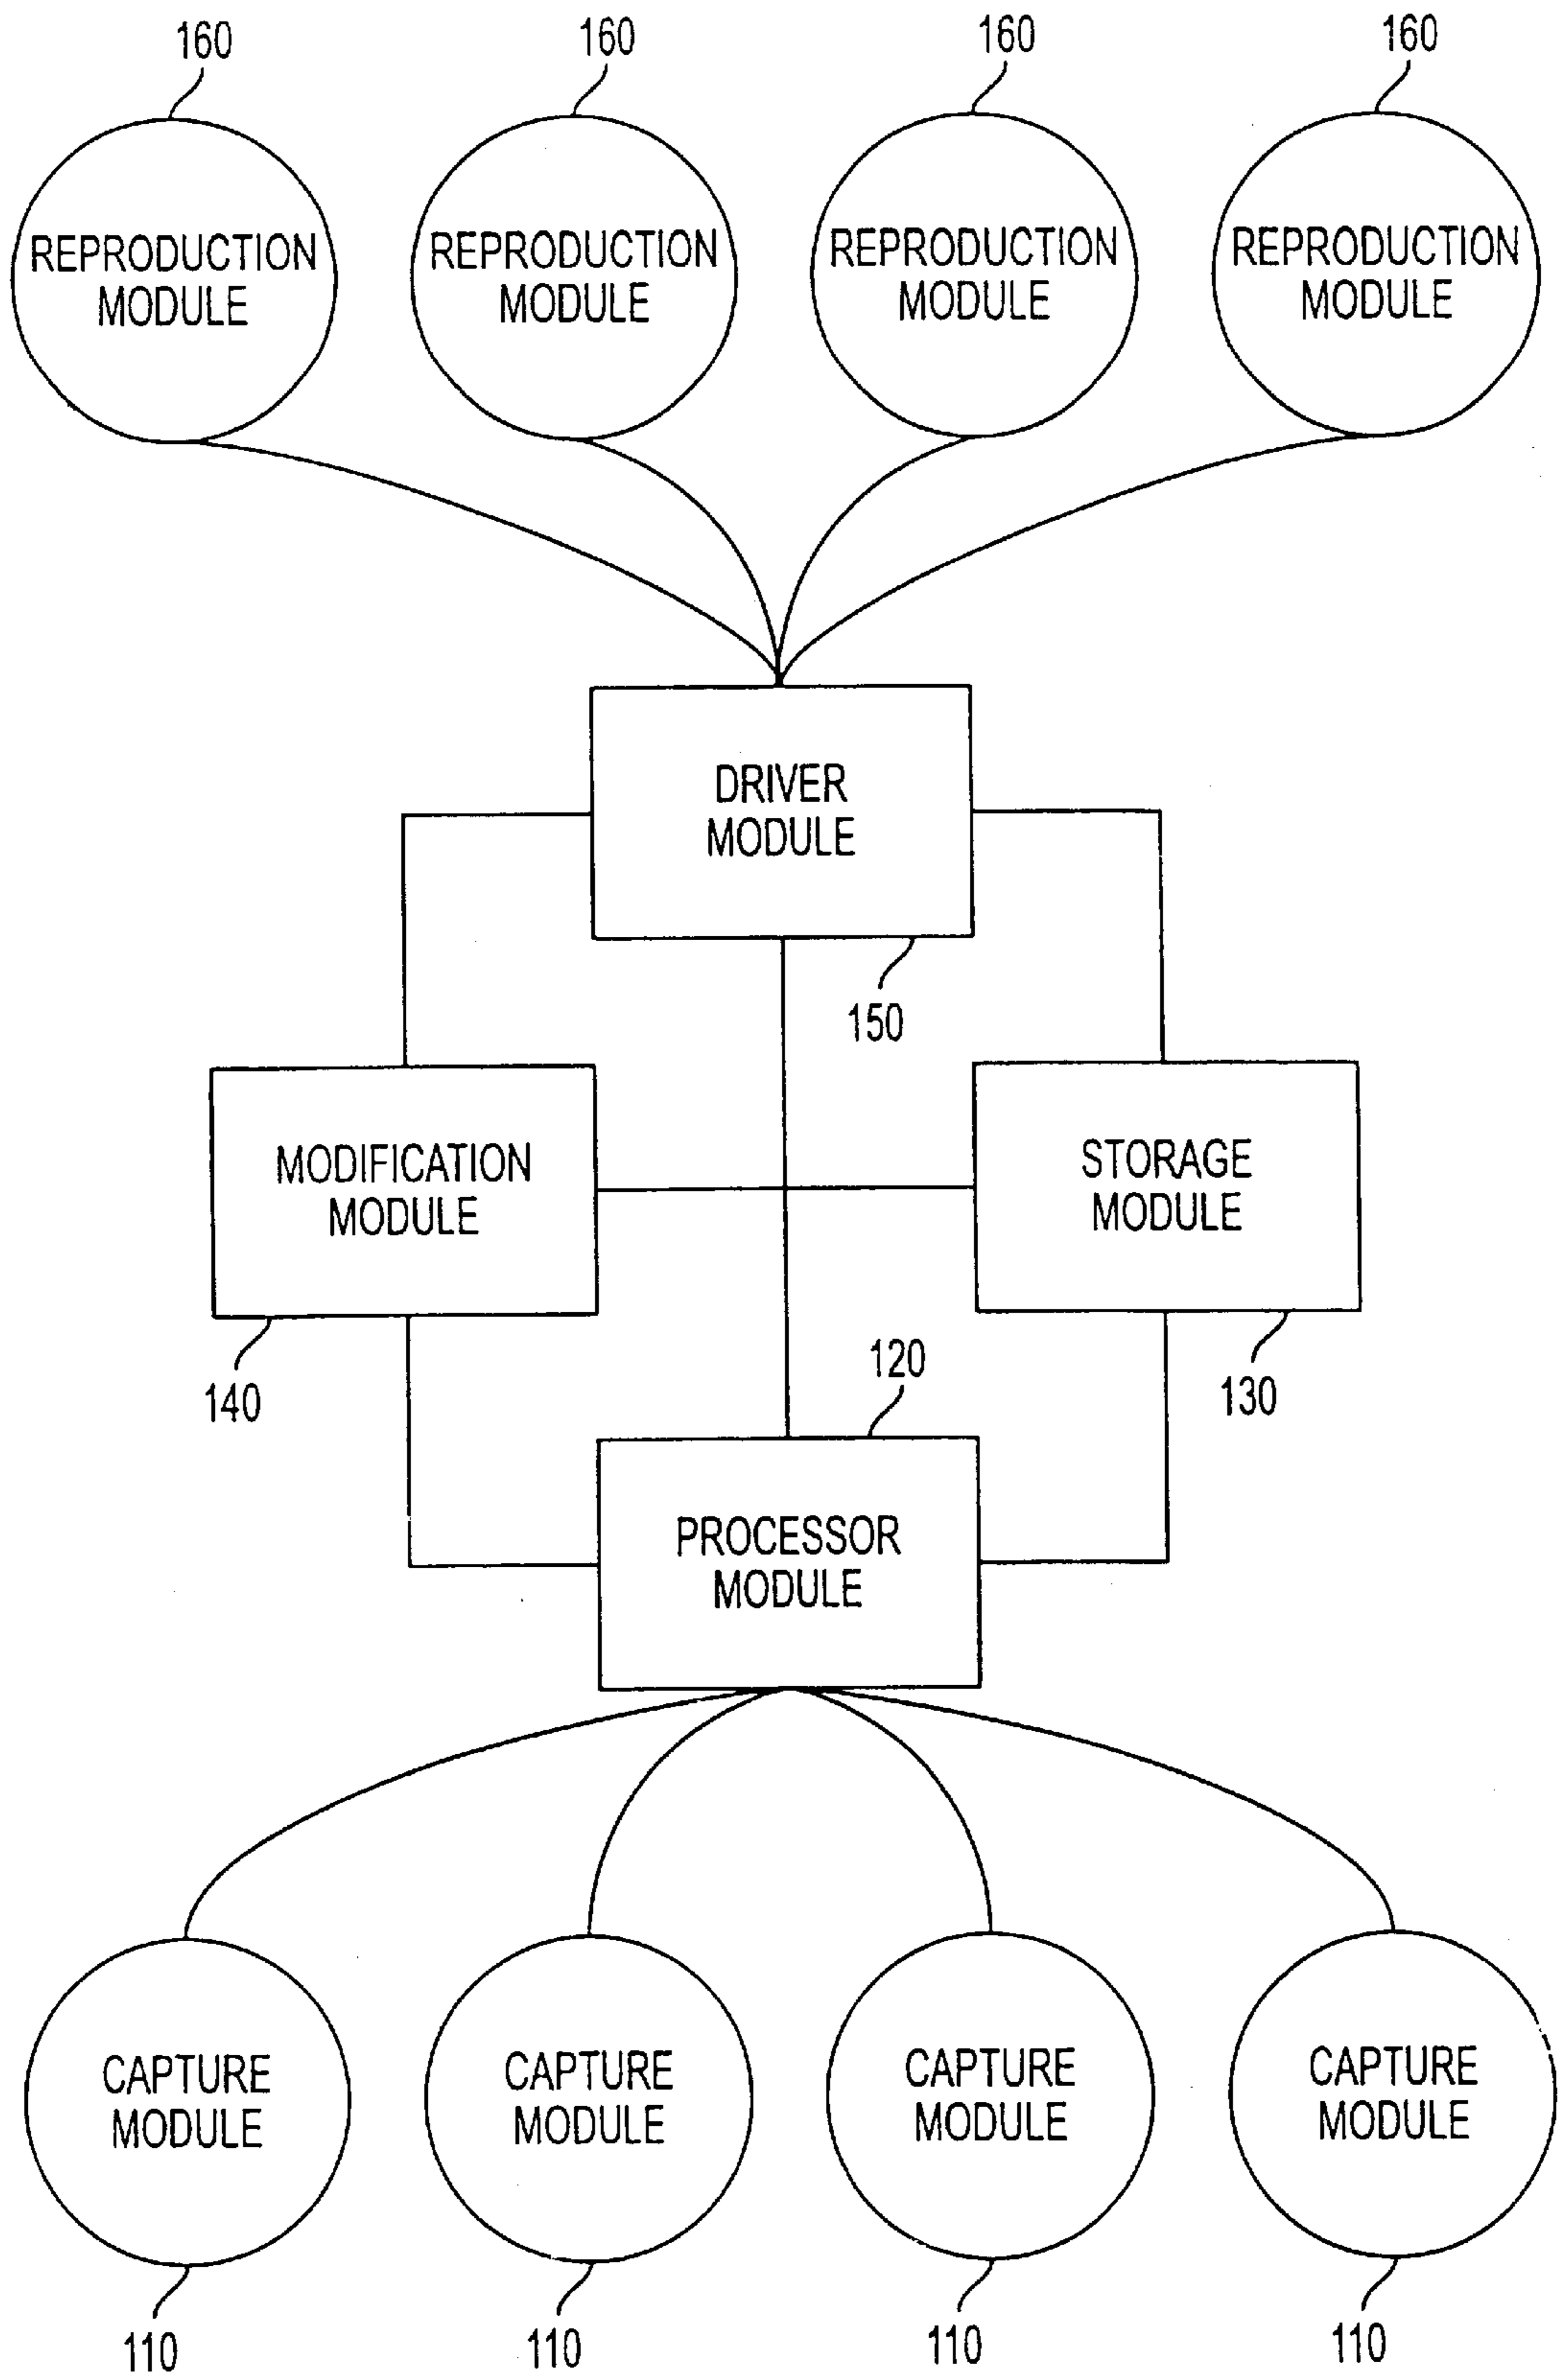 160 160 160 160
REPRODUCTION MODULE
REPRODUCTION MODULE
REPRODUCTION MODULE
REPRODUCTION MODULE
DRIVER
MODULE
150
MODIFICATION
MODULE
140
STORAGE
MODULE
130
120
PROCESSOR
MODULE
CAPTURE
MODULE
CAPTURE
MODULE
CAPTURE
MODULE
CAPTURE
MODULE
110 110 110 110